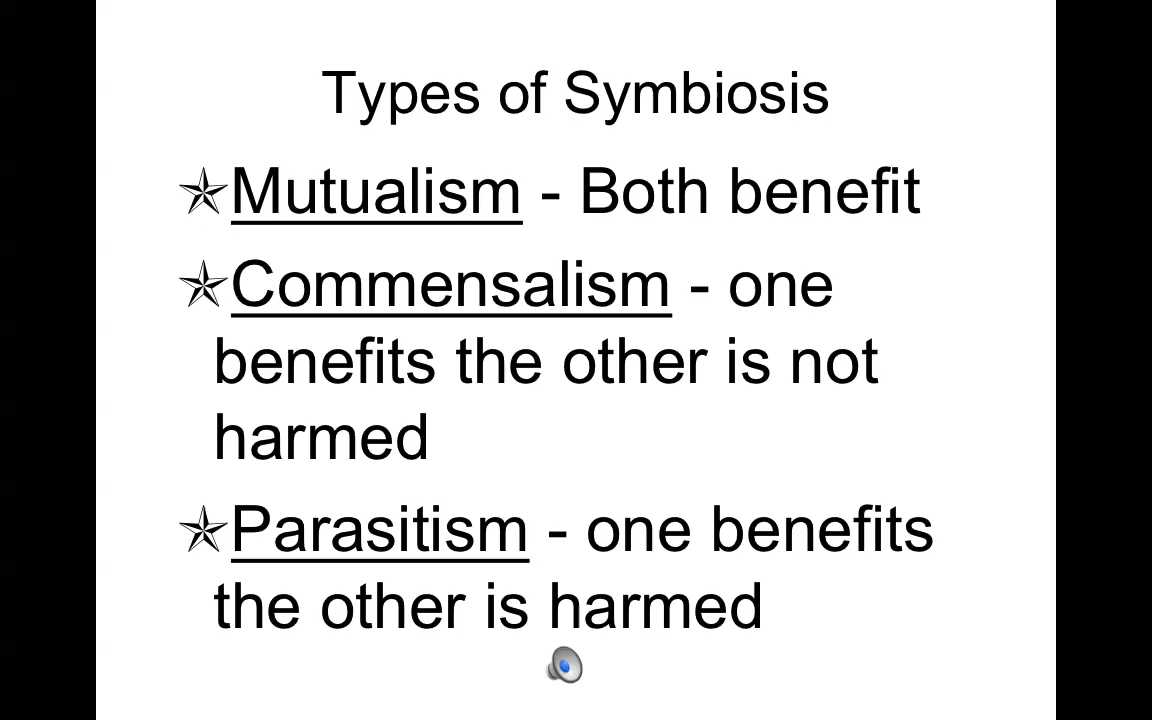 Types of Symbiosis
✯Mutualism - Both benefit
✯Commensalism - one
benefits the other is not
harmed
✯Parasitism - one benefits
the other is harmed